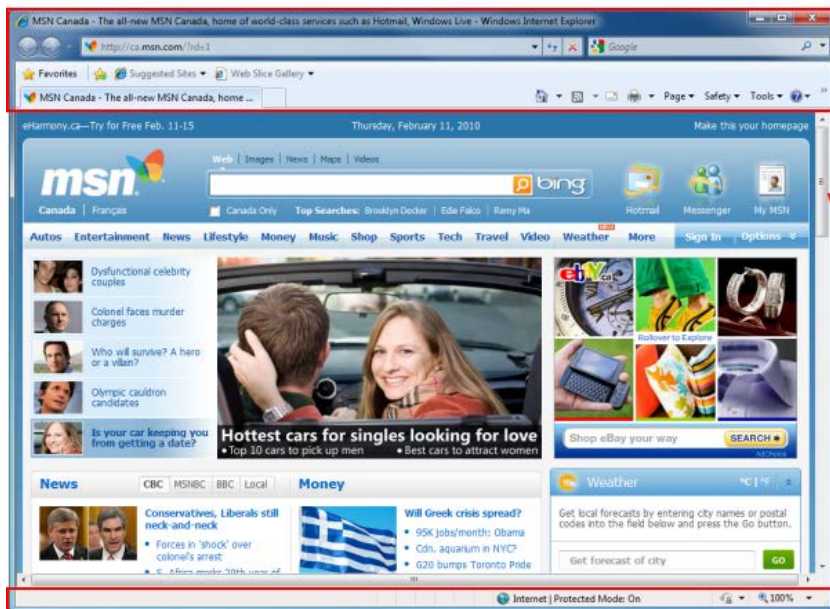 MSN Canada - The all-new MSN Canada, home of world-class services such as Hotmail, Windows Live - Windows Internet Explorer
http://ca.msn.com/?rd=1
Google
Favorites Suggested Sites Web Slice Gallery
MSN Canada - The all-new MSN Canada, home ...
Page Safety Tools
eHarmony.ca—Try for Free Feb. 11-15 Thursday, February 11, 2010 Make this your homepage
Web | Images | News | Maps | Videos
msn bing
Canada | Français Canada Only Top Searches: Brooklyn Decker | Edie Falco | Remy Ma Hotmail Messenger My MSN
Autos Entertainment News Lifestyle Money Music Shop Sports Tech Travel Video Weather More Sign In Options
Dysfunctional celebrity
couples
Colonel faces murder
charges
Who will survive? A hero
or a villain?
Olympic cauldron
candidates
Is your car keeping you
from getting a date?
Hottest cars for singles looking for love
• Top 10 cars to pick up men • Best cars to attract women
ebY.ca
Rollover to Explore
Shop eBay your way SEARCH
AdChoice
News CBC MSNBC BBC Local
Conservatives, Liberals still
neck-and-neck
• Forces in 'shock' over
colonel's arrest
• S. Africa marks 20th year of
Money
Will Greek crisis spread?
• 95K jobs/month: Obama
• Cdn. aquarium in NYC?
• G20 bumps Toronto Pride
Weather °C | °F
Get local forecasts by entering city names or postal
codes into the field below and press the Go button.
Get forecast of city GO
Internet | Protected Mode: On 100%